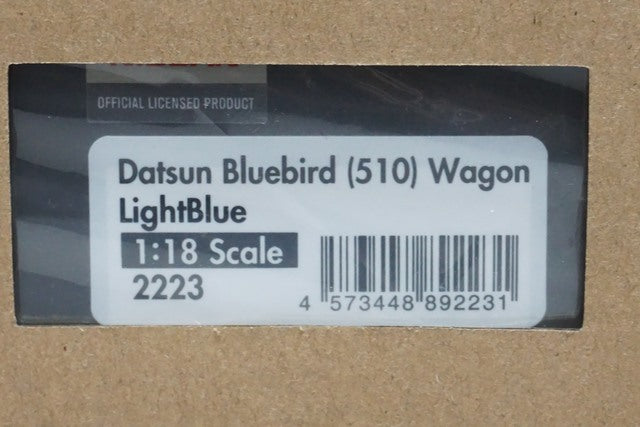 OFFICIAL LICENSED PRODUCT
Datsun Bluebird (510) Wagon
LightBlue
1:18 Scale
2223
4 573448 892231